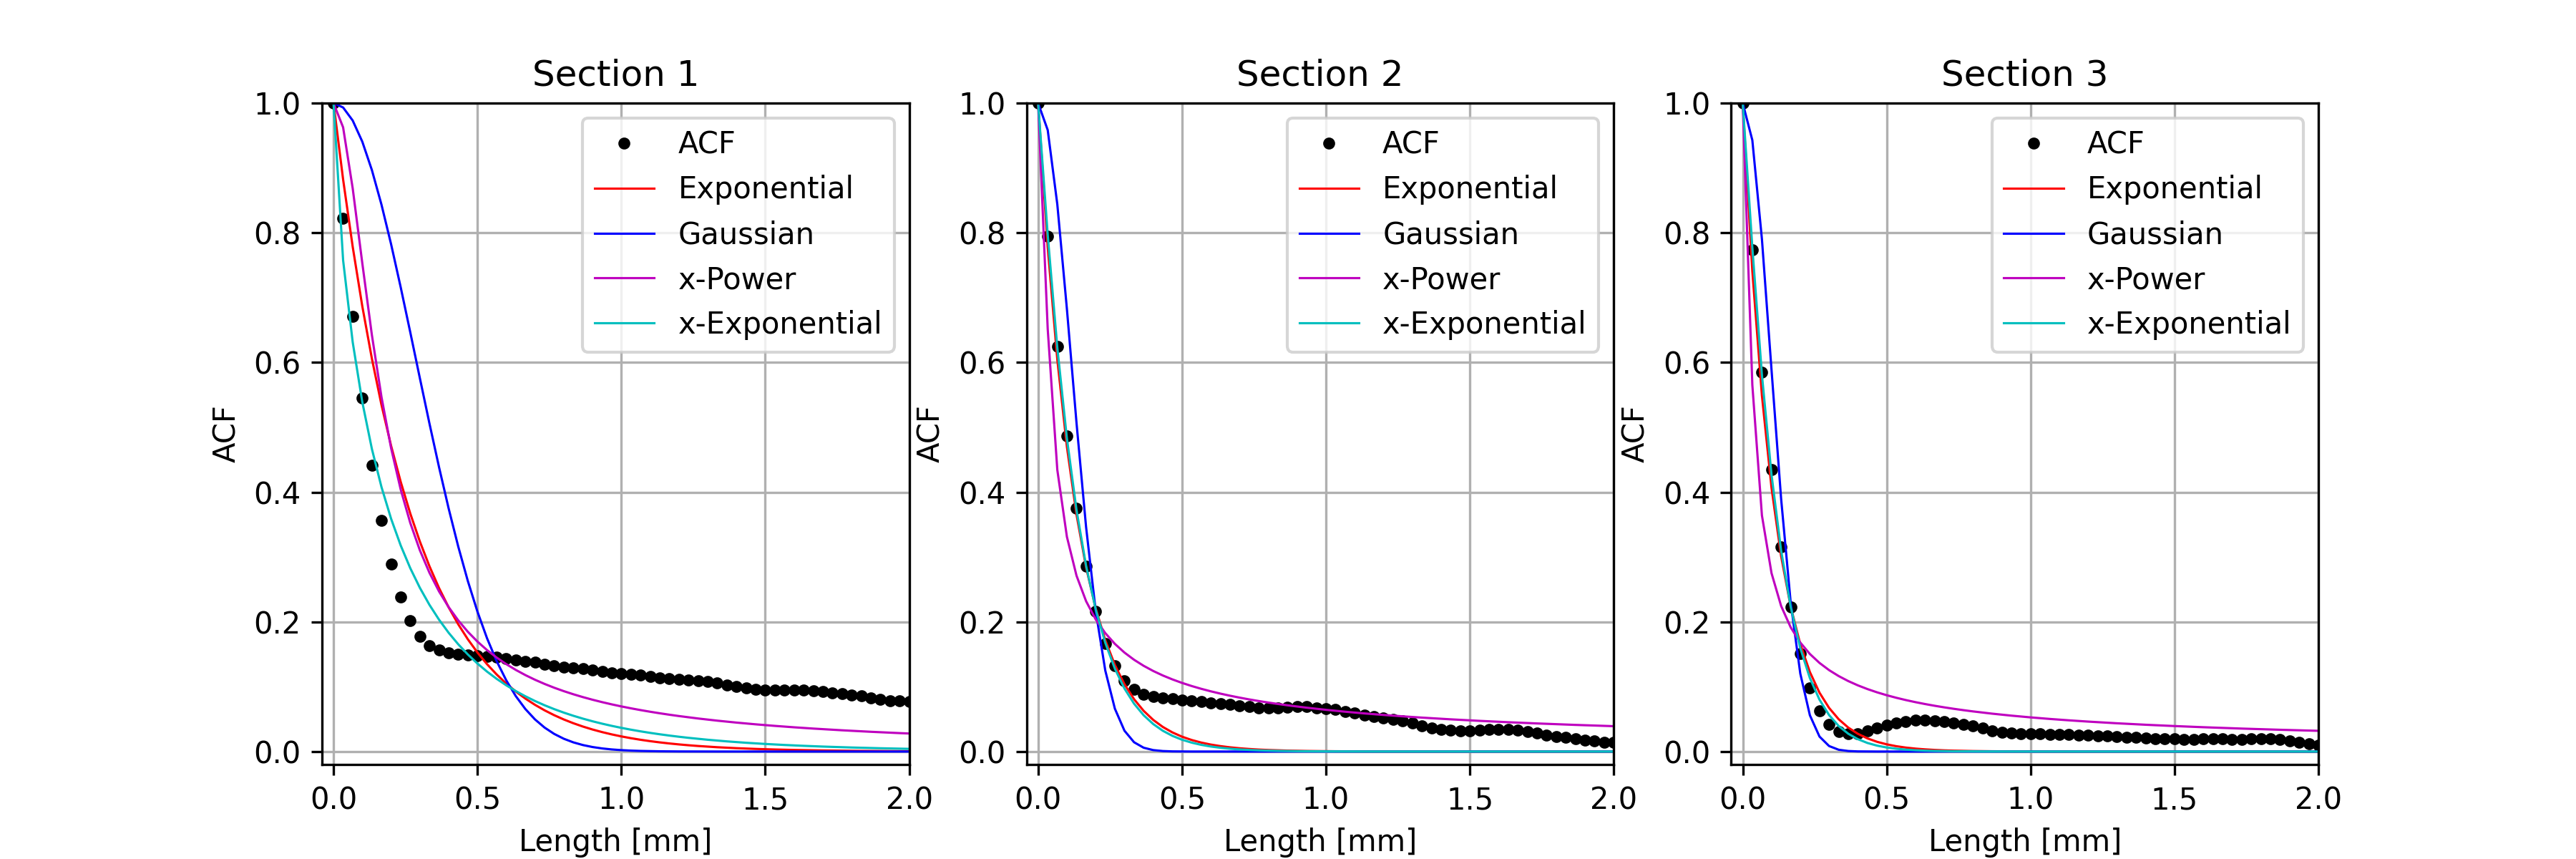 Section 1
1.0
0.8
0.6
0.4
0.2
0.0
ACF
0.0 0.5 1.0 1.5 2.0
Length [mm]
ACF
Exponential
Gaussian
x-Power
x-Exponential
Section 2
1.0
0.8
0.6
0.4
0.2
0.0
ACF
0.0 0.5 1.0 1.5 2.0
Length [mm]
ACF
Exponential
Gaussian
x-Power
x-Exponential
Section 3
1.0
0.8
0.6
0.4
0.2
0.0
ACF
0.0 0.5 1.0 1.5 2.0
Length [mm]
ACF
Exponential
Gaussian
x-Power
x-Exponential